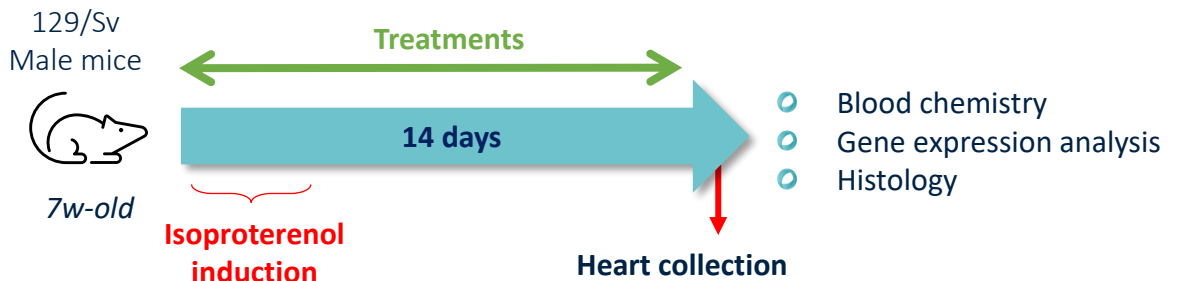 129/Sv
Male mice
7w-old
Treatments
14 days
Isoproterenol
induction
Heart collection
Blood chemistry
Gene expression analysis
Histology